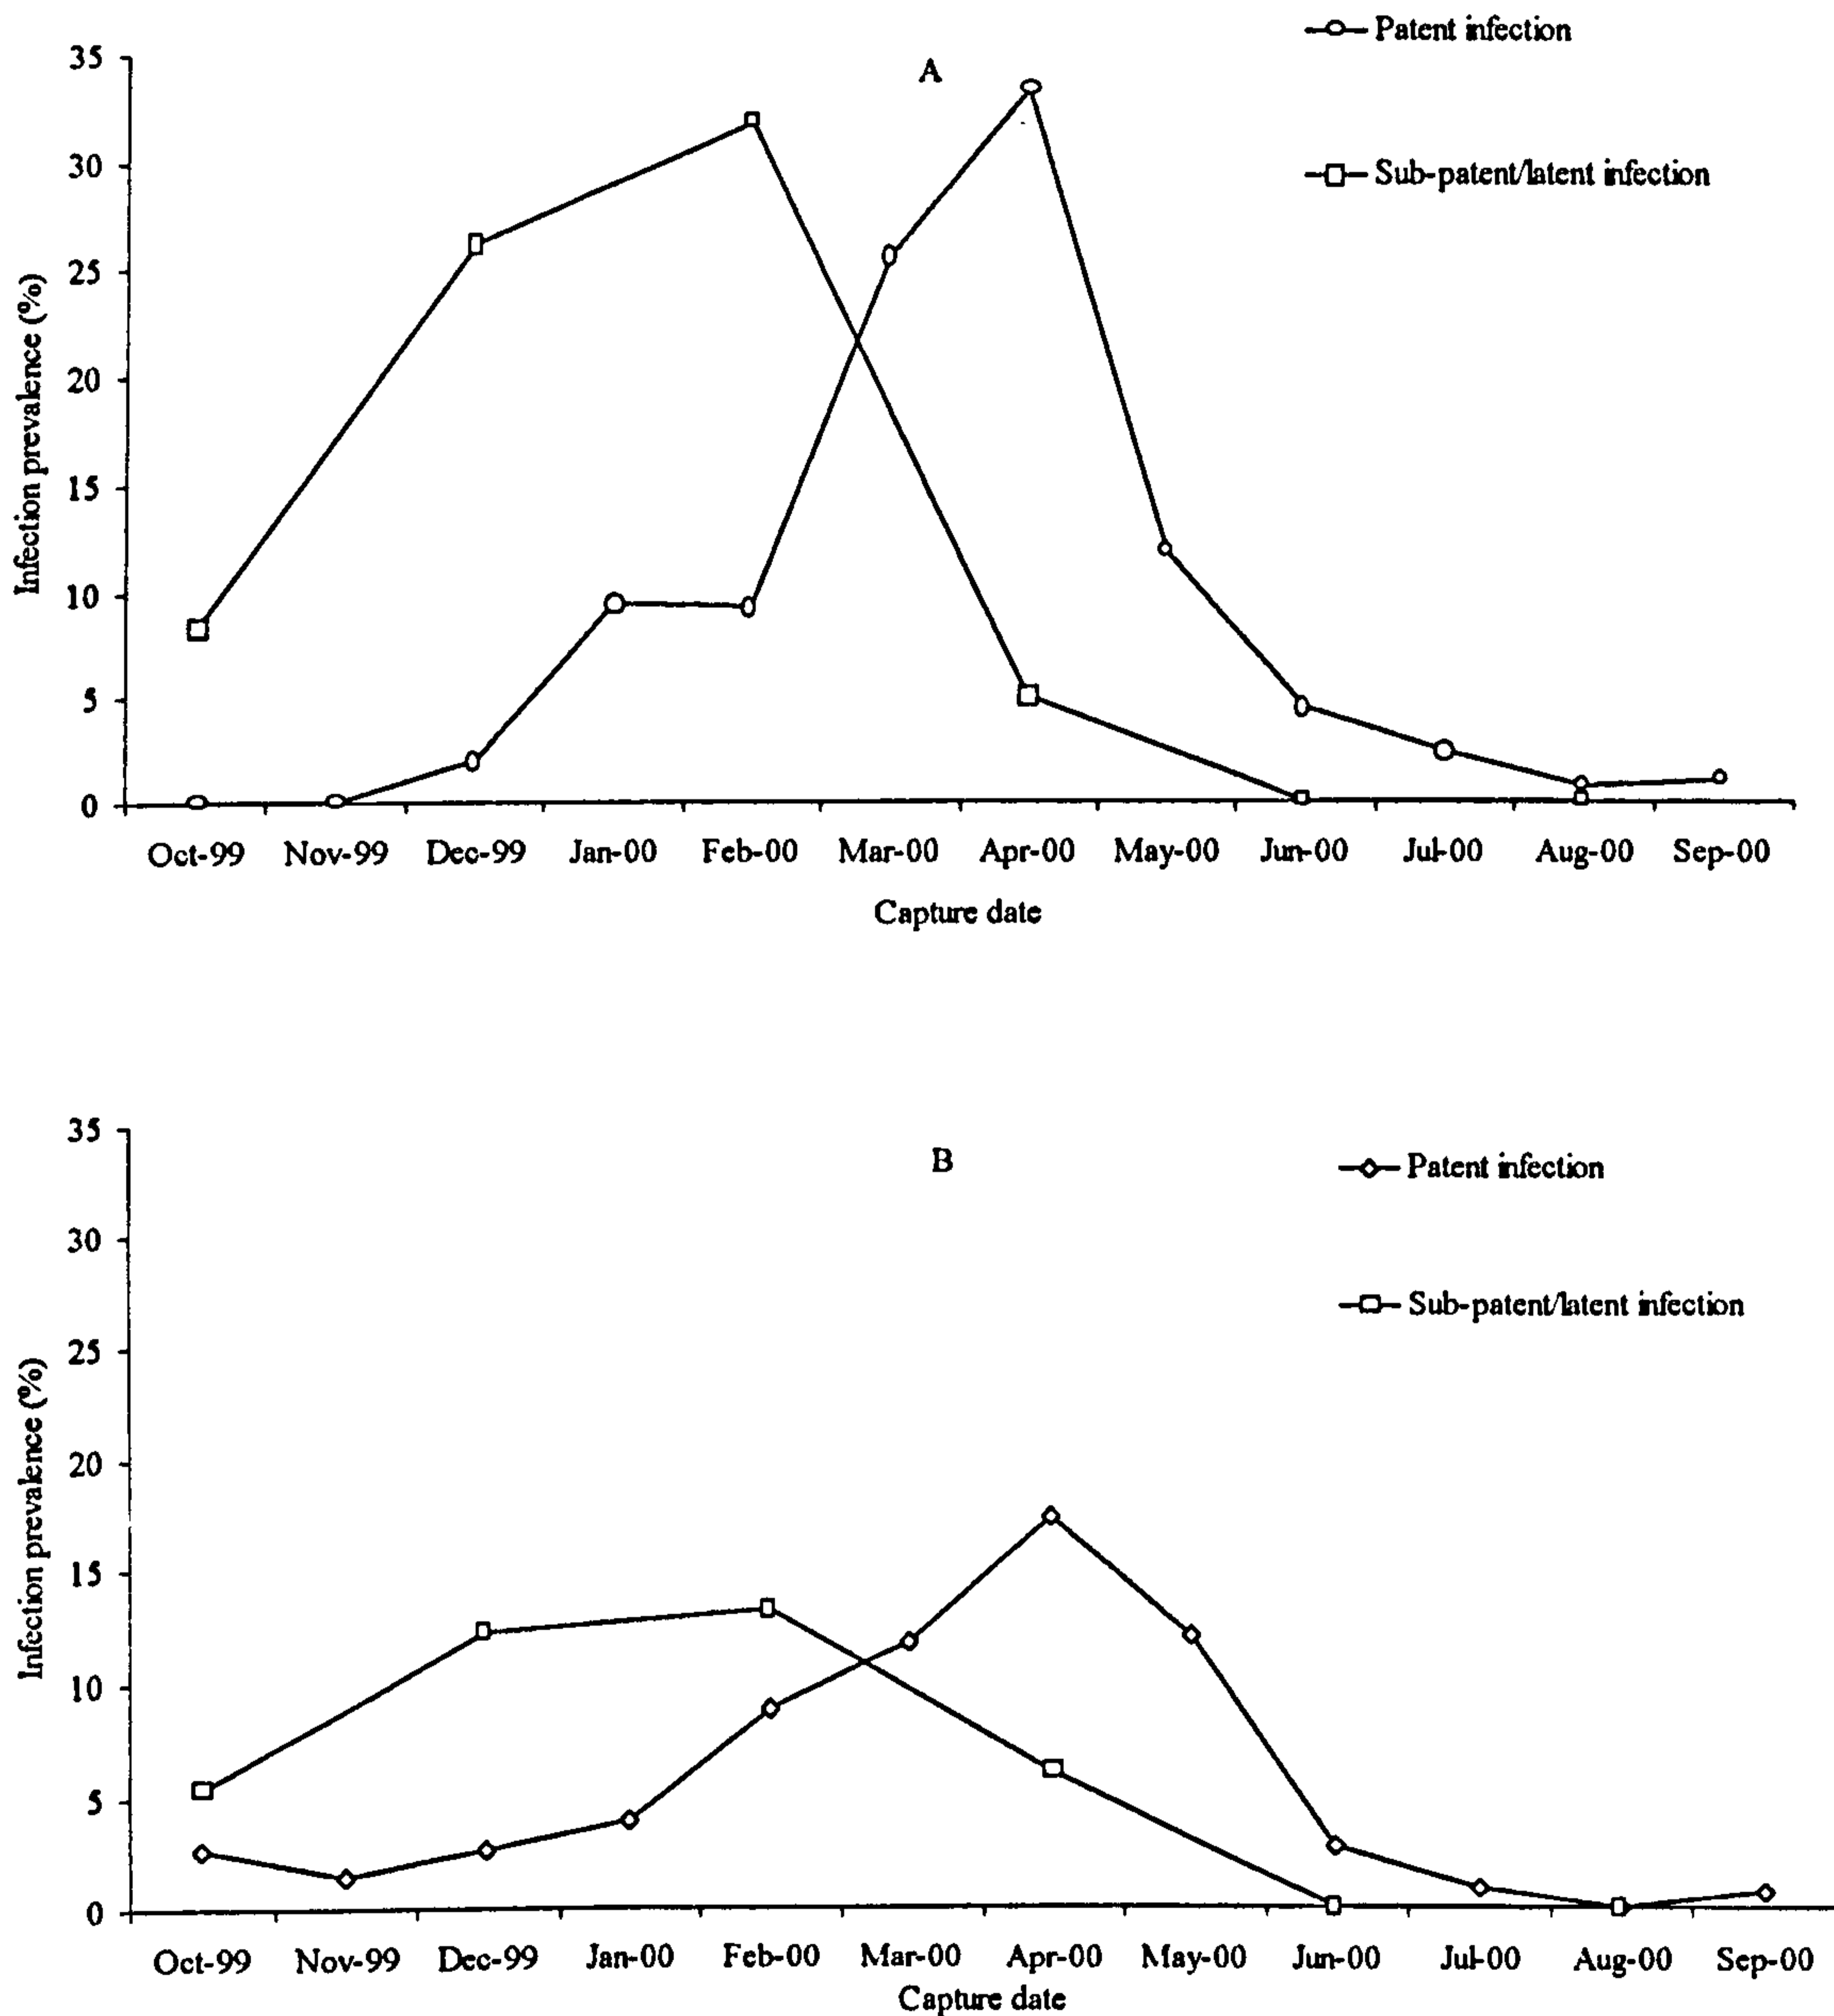 Patent infection
Sub-patent/latent infection
A
35
30
25
20
15
10
5
0
Infection prevalence (%)
Oct-99 Nov-99 Dec-99 Jan-00 Feb-00 Mar-00 Apr-00 May-00 Jun-00 Jul-00 Aug-00 Sep-00
Capture date
B
Patent infection
Sub-patent/latent infection
35
30
25
20
15
10
5
0
Infection prevalence (%)
Oct-99 Nov-99 Dec-99 Jan-00 Feb-00 Mar-00 Apr-00 May-00 Jun-00 Jul-00 Aug-00 Sep-00
Capture date